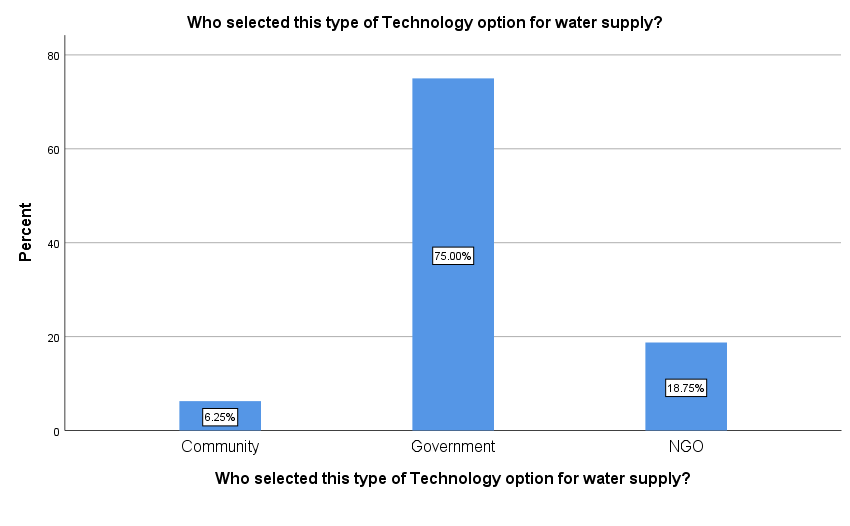 Who selected this type of Technology option for water supply?
80
60
40
20
0
Percent
6.25%
75.00%
18.75%
Community
Government
NGO
Who selected this type of Technology option for water supply?